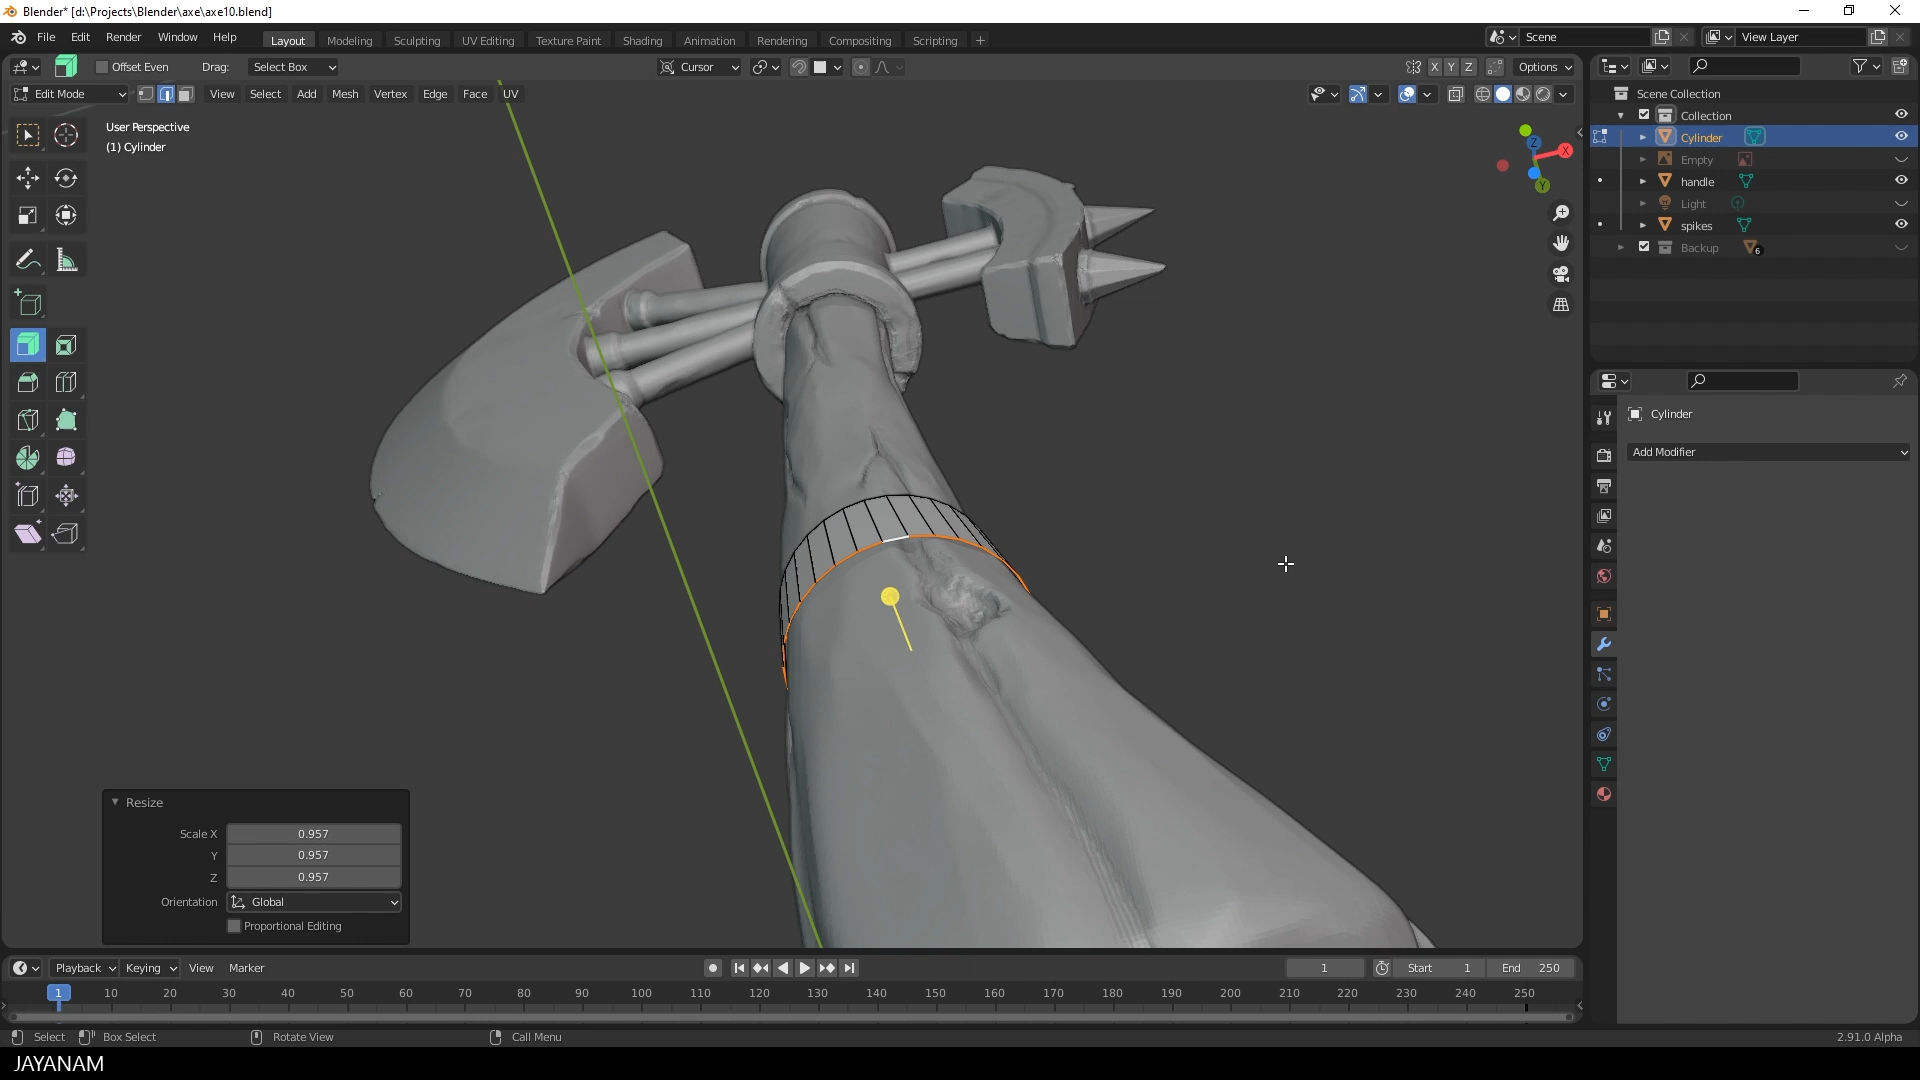 Blender* [d:\Projects\Blender\axe\axe10.blend]
File Edit Render Window Help Layout Modeling Sculpting UV Editing Texture Paint Shading Animation Rendering Compositing Scripting + Scene View Layer
Offset Even Drag: Select Box Cursor X Y Z Options
Edit Mode View Select Add Mesh Vertex Edge Face UV
User Perspective
(1) Cylinder
Z X Y
Scene Collection
Collection
Cylinder
Empty
handle
Light
spikes
Backup 6
Cylinder
Add Modifier
Resize
Scale X 0.957
Y 0.957
Z 0.957
Orientation Global
Proportional Editing
Playback Keying View Marker 1 Start 1 End 250
1 10 20 30 40 50 60 70 80 90 100 110 120 130 140 150 160 170 180 190 200 210 220 230 240 250
Select Box Select Rotate View Call Menu 2.91.0 Alpha
JAYANAM